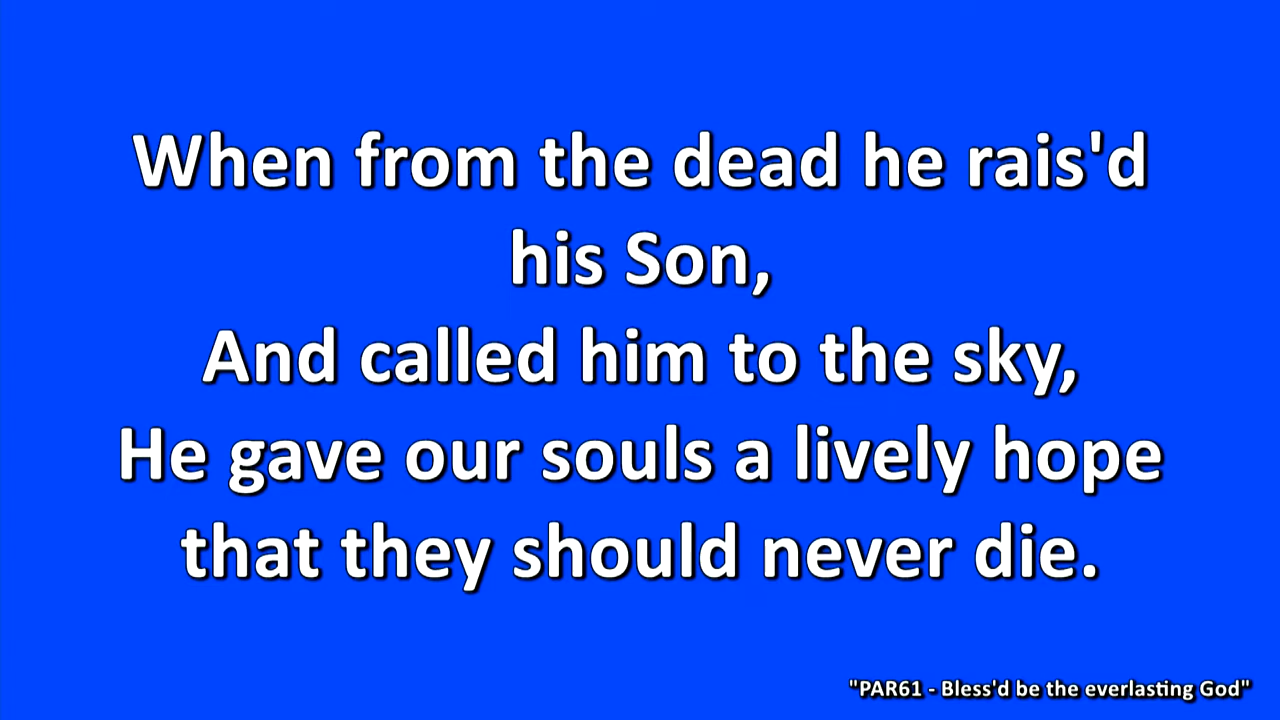 When from the dead he rais'd
his Son,
And called him to the sky,
He gave our souls a lively hope
that they should never die.
"PAR61 - Bless'd be the everlasting God"